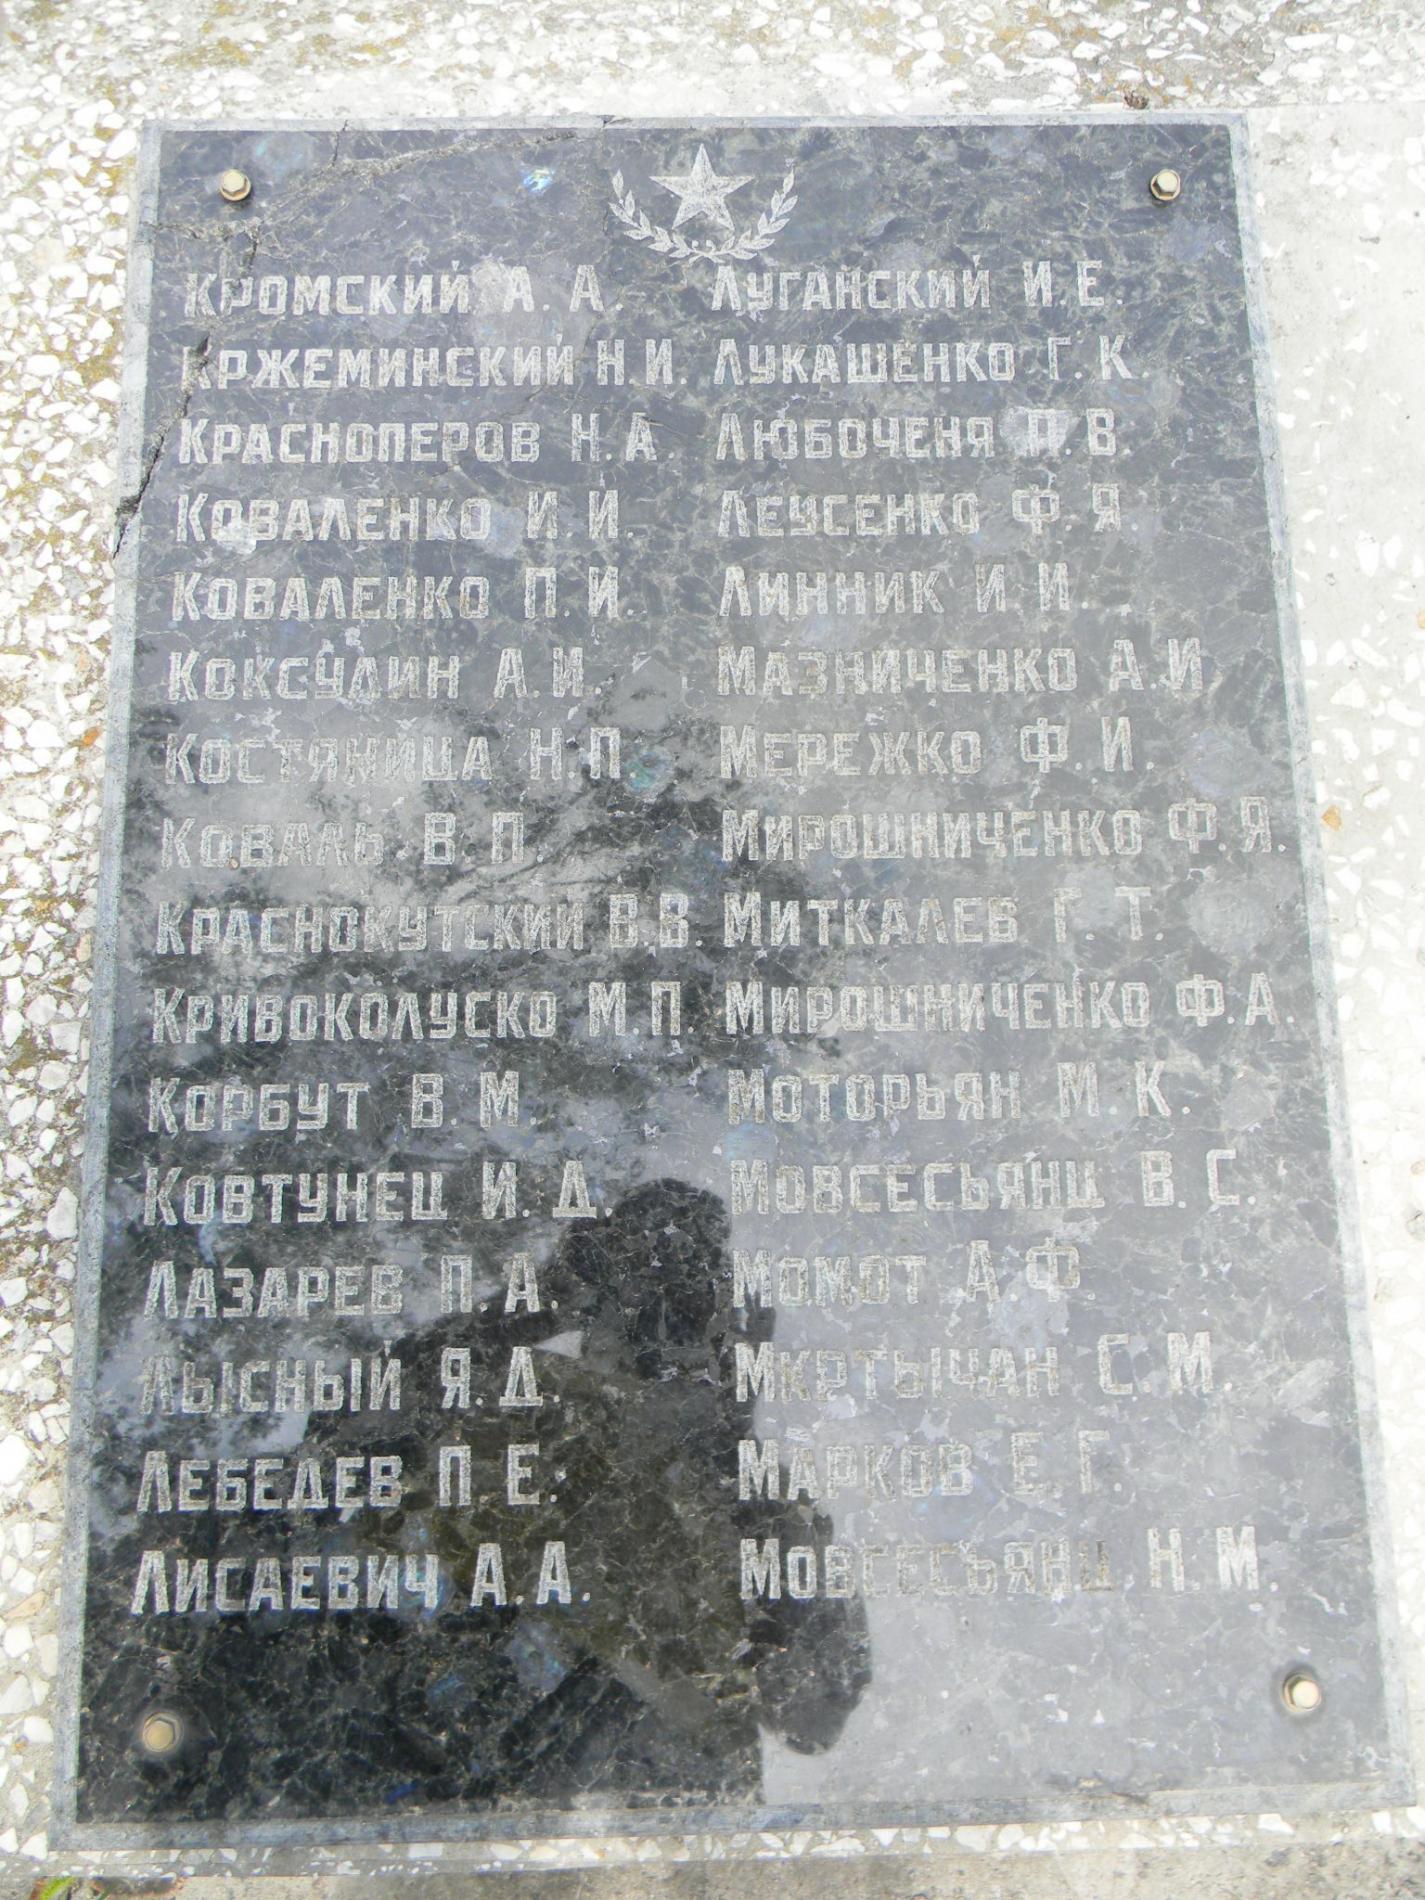 Кромский А. А.
Кржеминский Н. И.
Красноперов Н. А.
Коваленко И. И.
Коваленко П. И.
Коксудин А. И.
Костяница Н. П.
Коваль В. П.
Краснокутский В. В.
Кривоколуско М. П.
Корбут В. М.
Ковтунец И. Д.
Лазарев П. А.
Лысный Я. Д.
Лебедев П. Е.
Лисаевич А. А.
Луганский И. Е.
Лукашенко Г. К.
Любоченя П. В.
Леусенко Ф. Я.
Линник И. И.
Мазниченко А. И
Мережко Ф. И.
Мирошниченко Ф. Я.
Миткалев Г. Т.
Мирошниченко Ф. А.
Моторьян М. К.
Мовсесьянц В. С.
Момот А. Ф.
Мкртычан С. М.
Марков Е. Г.
Мовсесьянц Н. М.